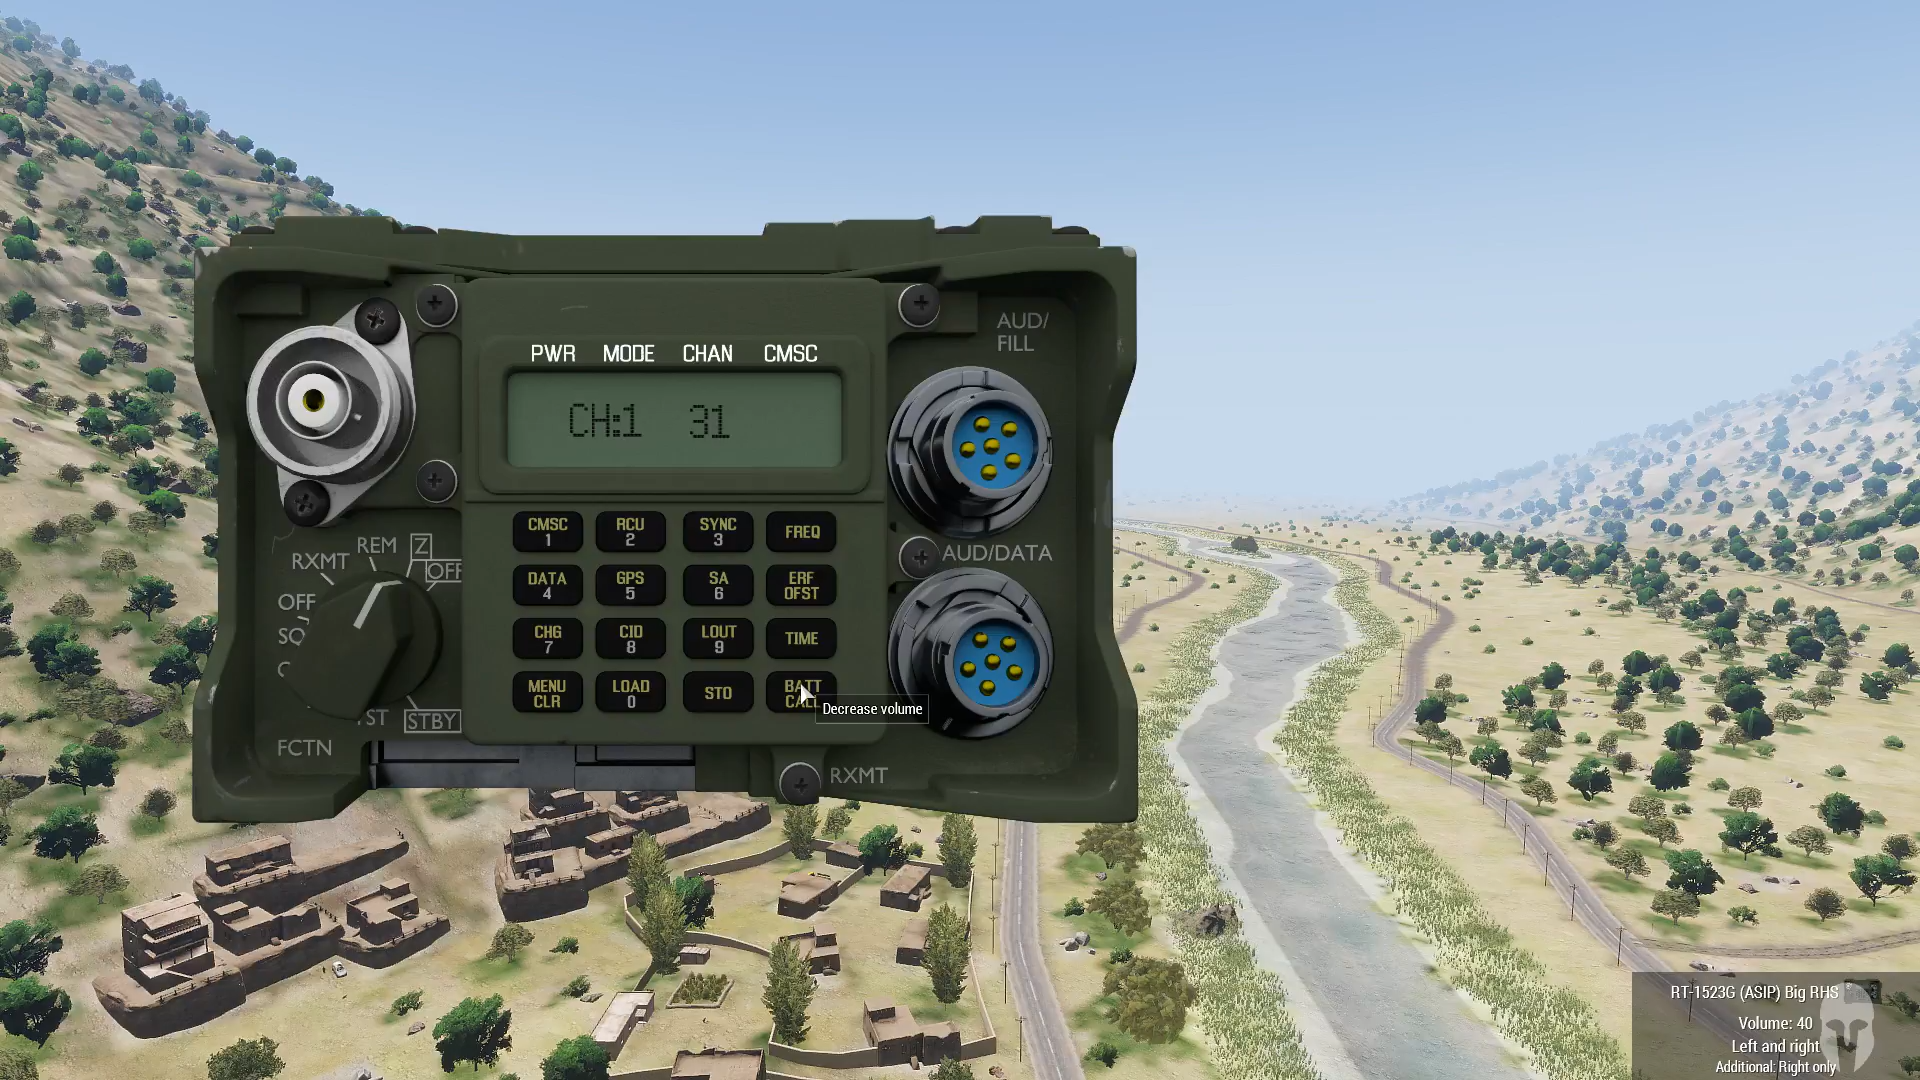 PWR MODE CHAN CMSC
CH:1 31
AUD/
FILL
AUD/DATA
CMSC
1
RCU
2
SYNC
3
FREQ
DATA
4
GPS
5
SA
6
ERF
OFST
CHG
7
CID
8
LOUT
9
TIME
MENU
CLR
LOAD
0
STO
BATT
Decrease volume
RXMT
REM
Z
OFF
OFF
STBY
FCTN
RXMT
RT-1523G (ASIP) Big RHS
Volume: 40
Left and right
Additional: Right only